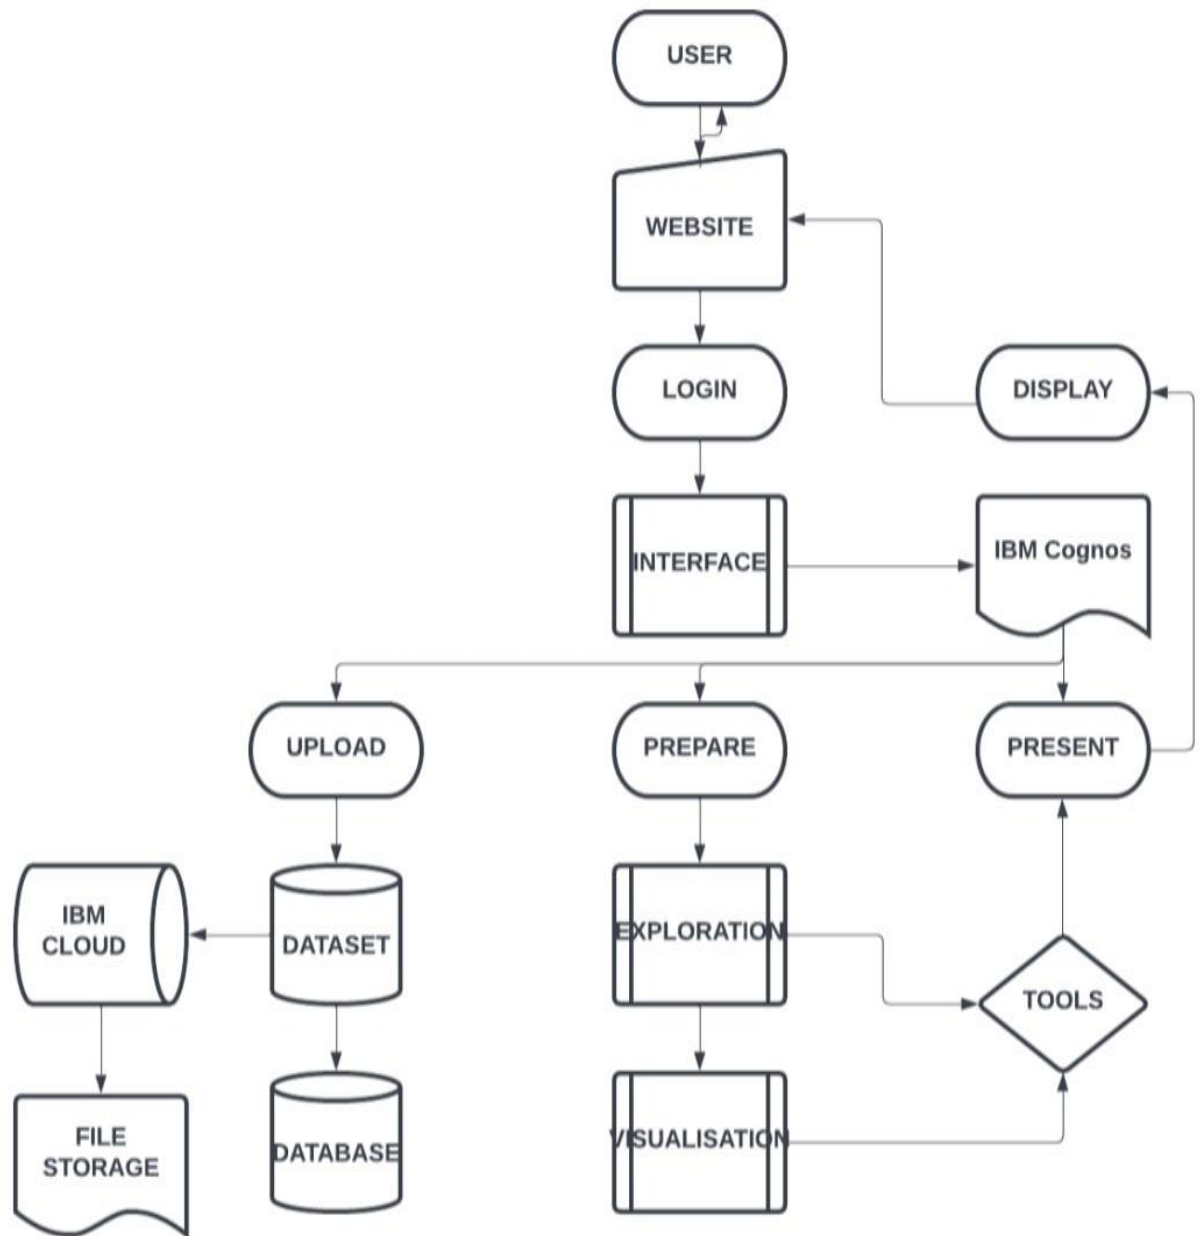 USER
WEBSITE
LOGIN
DISPLAY
INTERFACE
IBM Cognos
UPLOAD
PREPARE
PRESENT
IBM
CLOUD
DATASET
EXPLORATION
TOOLS
FILE
STORAGE
DATABASE
VISUALISATION